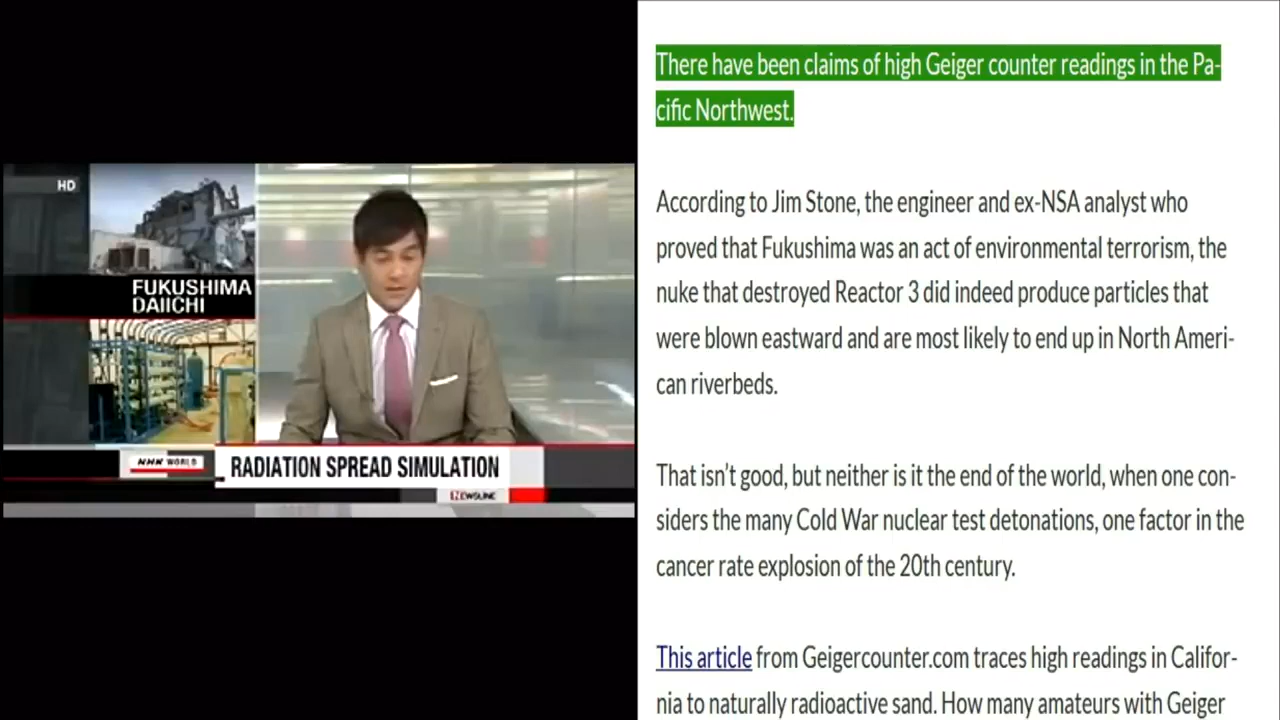 HD
FUKUSHIMA
DAIICHI
NHK WORLD
RADIATION SPREAD SIMULATION
NEWSLINE
There have been claims of high Geiger counter readings in the Pa-
cific Northwest.
According to Jim Stone, the engineer and ex-NSA analyst who
proved that Fukushima was an act of environmental terrorism, the
nuke that destroyed Reactor 3 did indeed produce particles that
were blown eastward and are most likely to end up in North Ameri-
can riverbeds.
That isn’t good, but neither is it the end of the world, when one con-
siders the many Cold War nuclear test detonations, one factor in the
cancer rate explosion of the 20th century.
This article from Geigercounter.com traces high readings in Califor-
nia to naturally radioactive sand. How many amateurs with Geiger